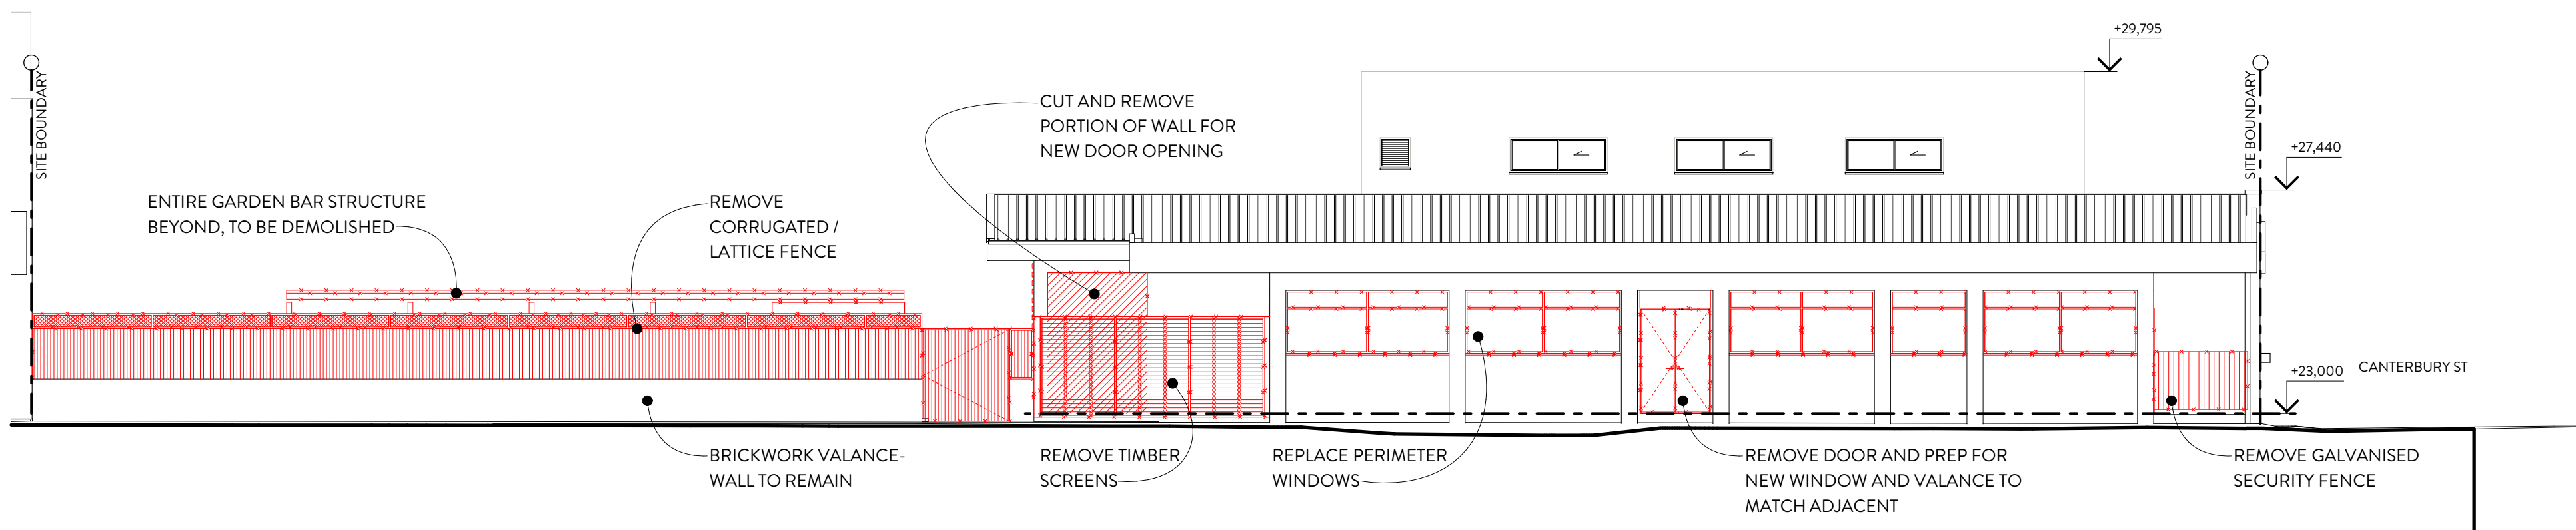 +29,795
SITE BOUNDARY
SITE BOUNDARY
CUT AND REMOVE
PORTION OF WALL FOR
NEW DOOR OPENING
+27,440
ENTIRE GARDEN BAR STRUCTURE
BEYOND, TO BE DEMOLISHED
REMOVE
CORRUGATED /
LATTICE FENCE
+23,000
CANTERBURY ST
BRICKWORK VALANCE-
WALL TO REMAIN
REMOVE TIMBER
SCREENS
REPLACE PERIMETER
WINDOWS
REMOVE DOOR AND PREP FOR
NEW WINDOW AND VALANCE TO
MATCH ADJACENT
REMOVE GALVANISED
SECURITY FENCE